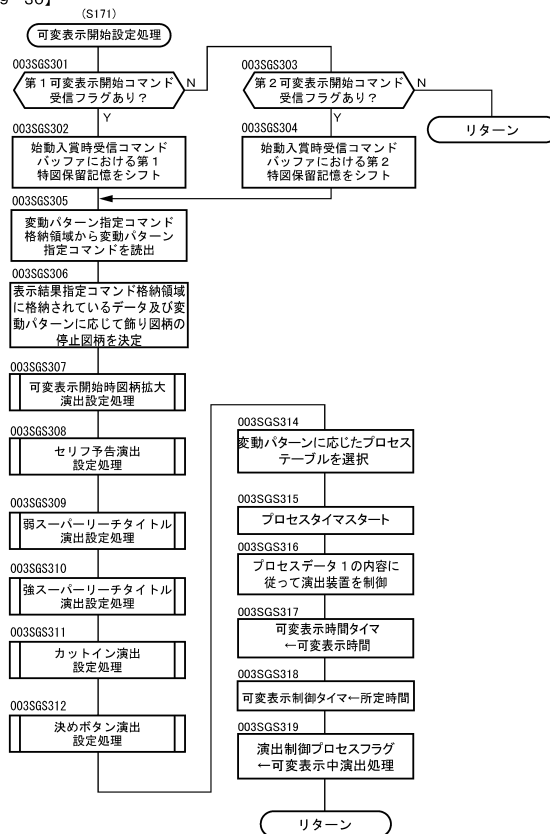 (S171)
可変表示開始設定処理
003SGS301
第1可変表示開始コマンド
受信フラグあり？
N
Y
003SGS303
第2可変表示開始コマンド
受信フラグあり？
N
Y
リターン
003SGS302
始動入賞時受信コマンド
バッファにおける第1
特図保留記憶をシフト
003SGS304
始動入賞時受信コマンド
バッファにおける第2
特図保留記憶をシフト
003SGS305
変動パターン指定コマンド
格納領域から変動パターン
指定コマンドを読出
003SGS306
表示結果指定コマンド格納領域
に格納されているデータ及び変
動パターンに応じて飾り図柄の
停止図柄を決定
003SGS307
可変表示開始時図柄拡大
演出設定処理
003SGS308
セリフ予告演出
設定処理
003SGS309
弱スーパーリーチタイトル
演出設定処理
003SGS310
強スーパーリーチタイトル
演出設定処理
003SGS311
カットイン演出
設定処理
003SGS312
決めボタン演出
設定処理
003SGS314
変動パターンに応じたプロセス
テーブルを選択
003SGS315
プロセスタイマスタート
003SGS316
プロセスデータ1の内容に
従って演出装置を制御
003SGS317
可変表示時間タイマ
←可変表示時間
003SGS318
可変表示制御タイマ←所定時間
003SGS319
演出制御プロセスフラグ
←可変表示中演出処理
リターン